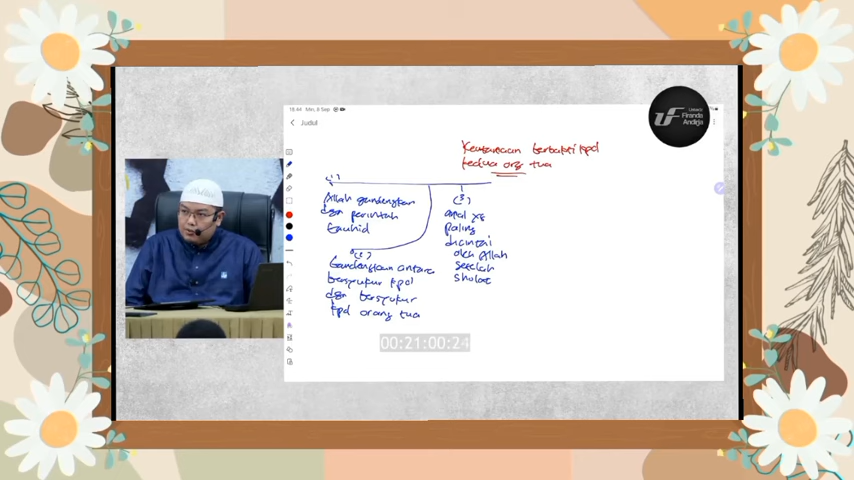 18.44 Min, 8 Sep
Judul
Ustadz
Firanda
Andirja
Keutamaan berbakti kpd
kedua org tua
(1)
Allah gandengkan
dgn perintah
tauhid
(2)
Gandengkan antara
bersyukur kpd
dgn bersyukur
kpd orang tua
(3)
amal yg
paling
dicintai
oleh Allah
setelah
sholat
00:21:00:24